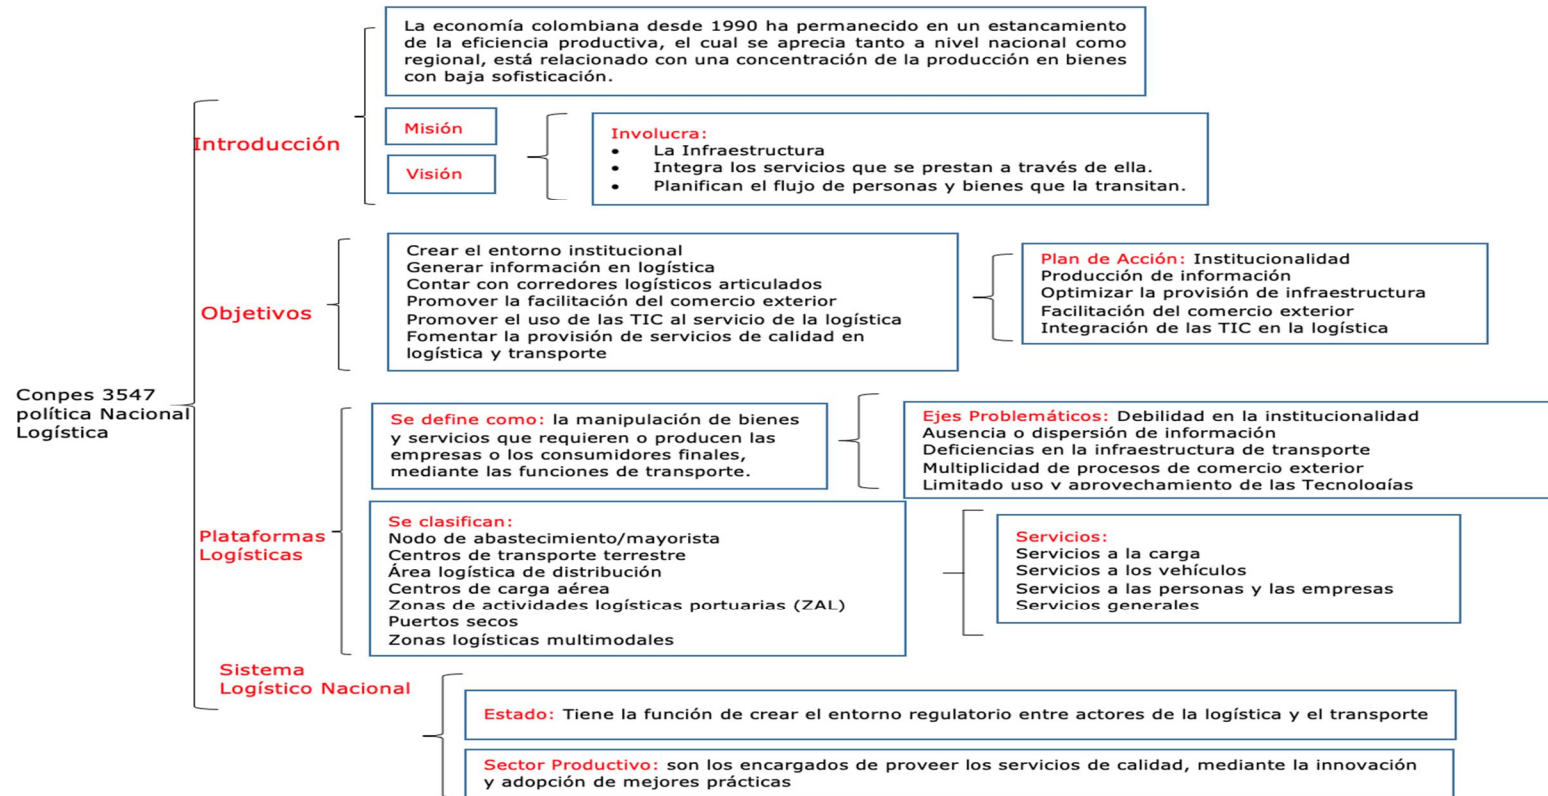 Conpes 3547
política Nacional
Logística
Introducción
La economía colombiana desde 1990 ha permanecido en un estancamiento
de la eficiencia productiva, el cual se aprecia tanto a nivel nacional como
regional, está relacionado con una concentración de la producción en bienes
con baja sofisticación.
Misión
Visión
Involucra:
• La Infraestructura
• Integra los servicios que se prestan a través de ella.
• Planifican el flujo de personas y bienes que la transitan.
Objetivos
Crear el entorno institucional
Generar información en logística
Contar con corredores logísticos articulados
Promover la facilitación del comercio exterior
Promover el uso de las TIC al servicio de la logística
Fomentar la provisión de servicios de calidad en
logística y transporte
Plan de Acción: Institucionalidad
Producción de información
Optimizar la provisión de infraestructura
Facilitación del comercio exterior
Integración de las TIC en la logística
Plataformas
Logísticas
Se define como: la manipulación de bienes
y servicios que requieren o producen las
empresas o los consumidores finales,
mediante las funciones de transporte.
Ejes Problemáticos: Debilidad en la institucionalidad
Ausencia o dispersión de información
Deficiencias en la infraestructura de transporte
Multiplicidad de procesos de comercio exterior
Limitado uso y aprovechamiento de las Tecnologías
Se clasifican:
Nodo de abastecimiento/mayorista
Centros de transporte terrestre
Área logística de distribución
Centros de carga aérea
Zonas de actividades logísticas portuarias (ZAL)
Puertos secos
Zonas logísticas multimodales
Servicios:
Servicios a la carga
Servicios a los vehículos
Servicios a las personas y las empresas
Servicios generales
Sistema
Logístico Nacional
Estado: Tiene la función de crear el entorno regulatorio entre actores de la logística y el transporte
Sector Productivo: son los encargados de proveer los servicios de calidad, mediante la innovación
y adopción de mejores prácticas